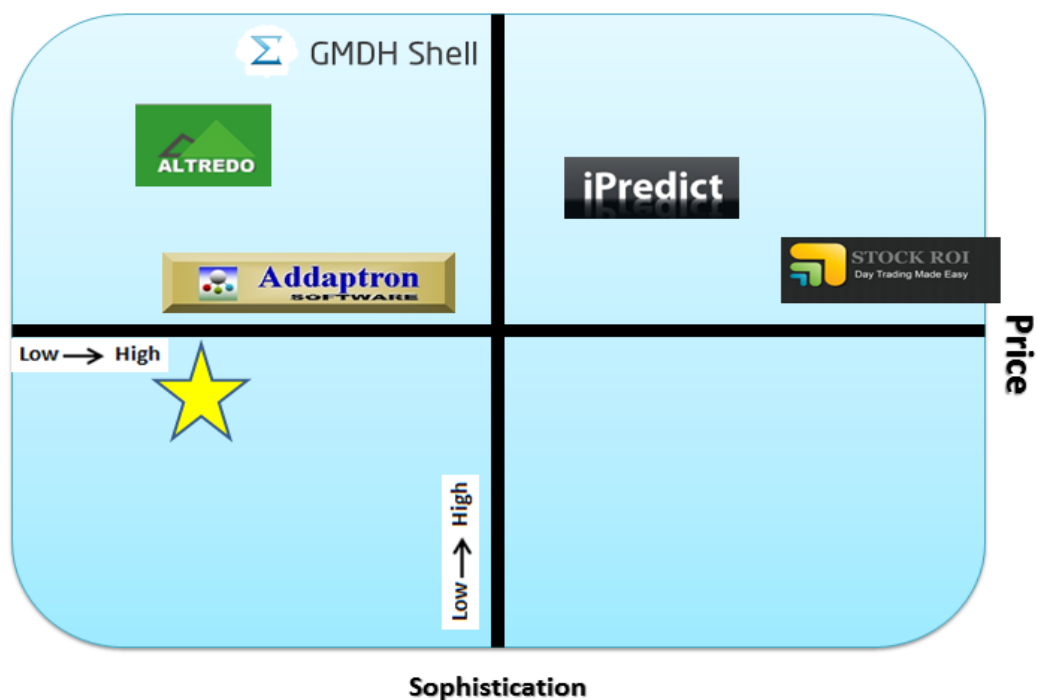 Σ GMDH Shell
ALTREDO
iPredict
STOCK ROI
Day Trading Made Easy
Addaptron
SOFTWARE
Price
Low → High
Low → High
Sophistication